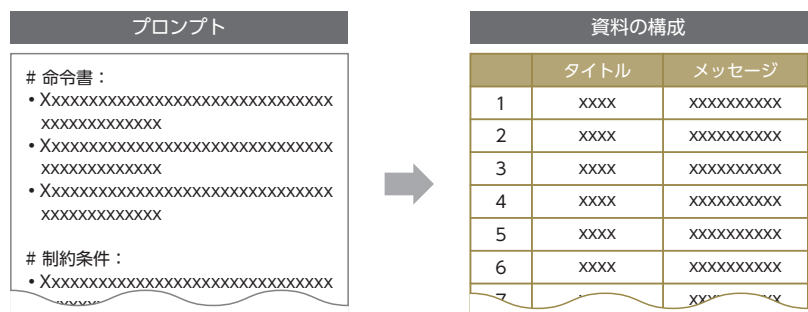 プロンプト
# 命令書：
• Xxxxxxxxxxxxxxxxxxxxxxxxxxxxxxx
xxxxxxxxxxxxx
• Xxxxxxxxxxxxxxxxxxxxxxxxxxxxxxx
xxxxxxxxxxxxx
• Xxxxxxxxxxxxxxxxxxxxxxxxxxxxxxx
xxxxxxxxxxxxx
# 制約条件：
• Xxxxxxxxxxxxxxxxxxxxxxxxxxxxxxx
資料の構成
タイトル メッセージ
1 xxxx xxxxxxxxxx
2 xxxx xxxxxxxxxx
3 xxxx xxxxxxxxxx
4 xxxx xxxxxxxxxx
5 xxxx xxxxxxxxxx
6 xxxx xxxxxxxxxx